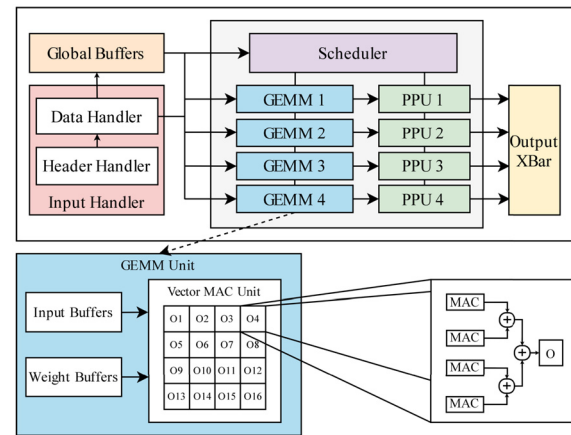 Global Buffers
Scheduler
Data Handler
Header Handler
Input Handler
GEMM 1
PPU 1
GEMM 2
PPU 2
GEMM 3
PPU 3
GEMM 4
PPU 4
Output
XBar
GEMM Unit
Input Buffers
Weight Buffers
Vector MAC Unit
O1 O2 O3 O4
O5 O6 O7 O8
O9 O10 O11 O12
O13 O14 O15 O16
MAC
MAC
MAC
MAC
+
+
+
O